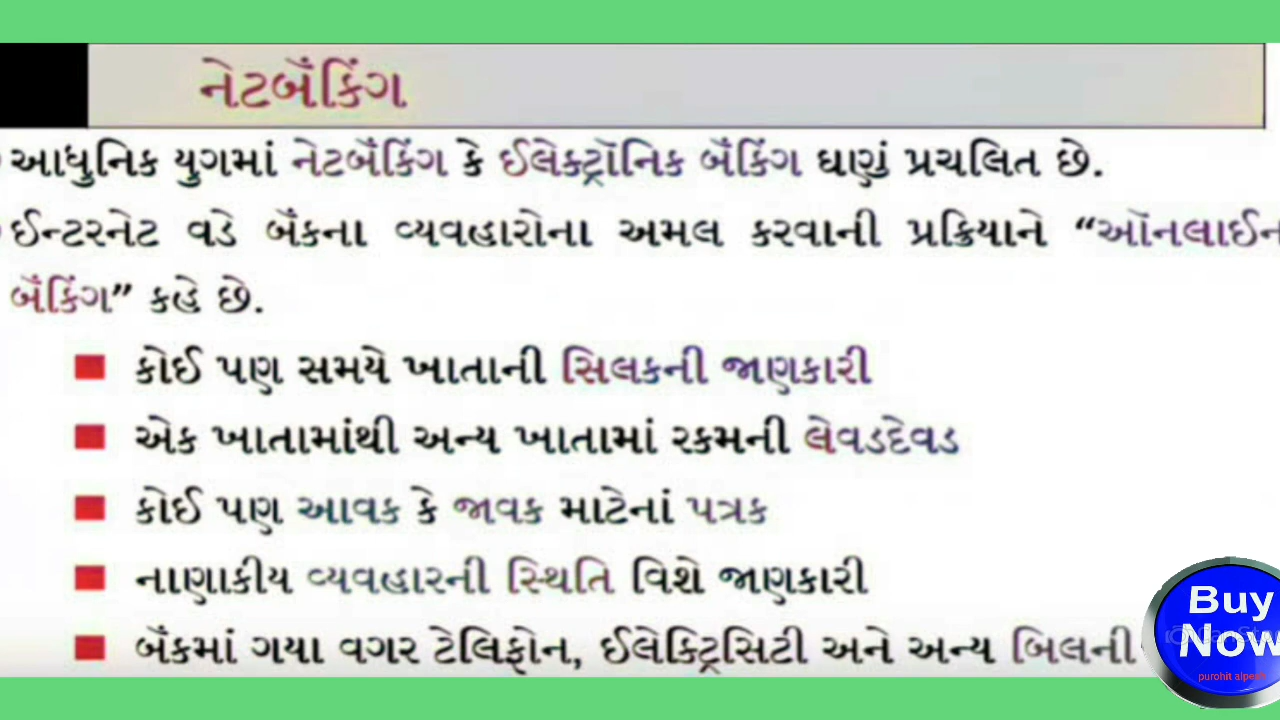 નેટબૅંકિંગ
આધુનિક યુગમાં નેટબૅંકિંગ કે ઈલેક્ટ્રૉનિક બૅંકિંગ ઘણું પ્રચલિત છે.
ઈન્ટરનેટ વડે બૅંકના વ્યવહારોના અમલ કરવાની પ્રક્રિયાને “ઑનલાઈન
બૅંકિંગ” કહે છે.
કોઈ પણ સમયે ખાતાની સિલકની જાણકારી
એક ખાતામાંથી અન્ય ખાતામાં રકમની લેવડદેવડ
કોઈ પણ આવક કે જાવક માટેનાં પત્રક
નાણાકીય વ્યવહારની સ્થિતિ વિશે જાણકારી
બૅંકમાં ગયા વગર ટેલિફોન, ઈલેક્ટ્રિસિટી અને અન્ય બિલની
Buy
Now
purohit